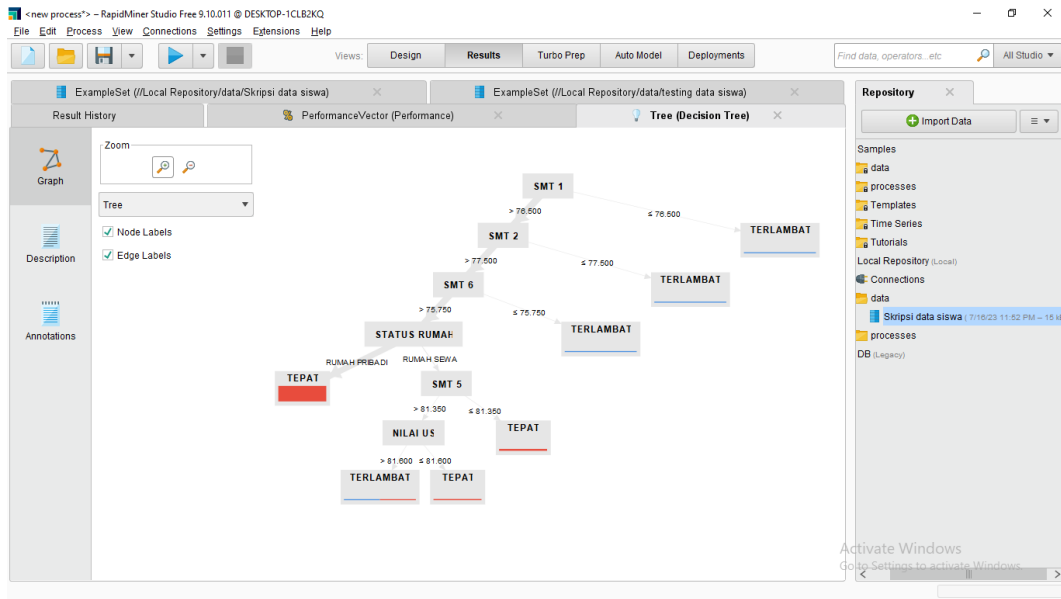 <new process*> – RapidMiner Studio Free 9.10.011 @ DESKTOP-1CLB2KQ
File Edit Process View Connections Settings Extensions Help
Views: Design Results Turbo Prep Auto Model Deployments
Find data, operators...etc
All Studio
ExampleSet (//Local Repository/data/Skripsi data siswa)
ExampleSet (//Local Repository/data/testing data siswa)
Result History
PerformanceVector (Performance)
Tree (Decision Tree)
Graph
Description
Annotations
Zoom
Tree
Node Labels
Edge Labels
SMT 1
> 76.500
≤ 76.500
SMT 2
TERLAMBAT
> 77.500
≤ 77.500
SMT 6
TERLAMBAT
> 75.750
≤ 75.750
STATUS RUMAH
TERLAMBAT
RUMAH PRIBADI
RUMAH SEWA
TEPAT
SMT 5
> 81.350
≤ 81.350
NILAI US
TEPAT
> 81.600
≤ 81.600
TERLAMBAT
TEPAT
Repository
Import Data
Samples
data
processes
Templates
Time Series
Tutorials
Local Repository (Local)
Connections
data
Skripsi data siswa (7/16/23 11:52 PM – 15 k
processes
DB (Legacy)
Activate Windows
Go to Settings to activate Windows.